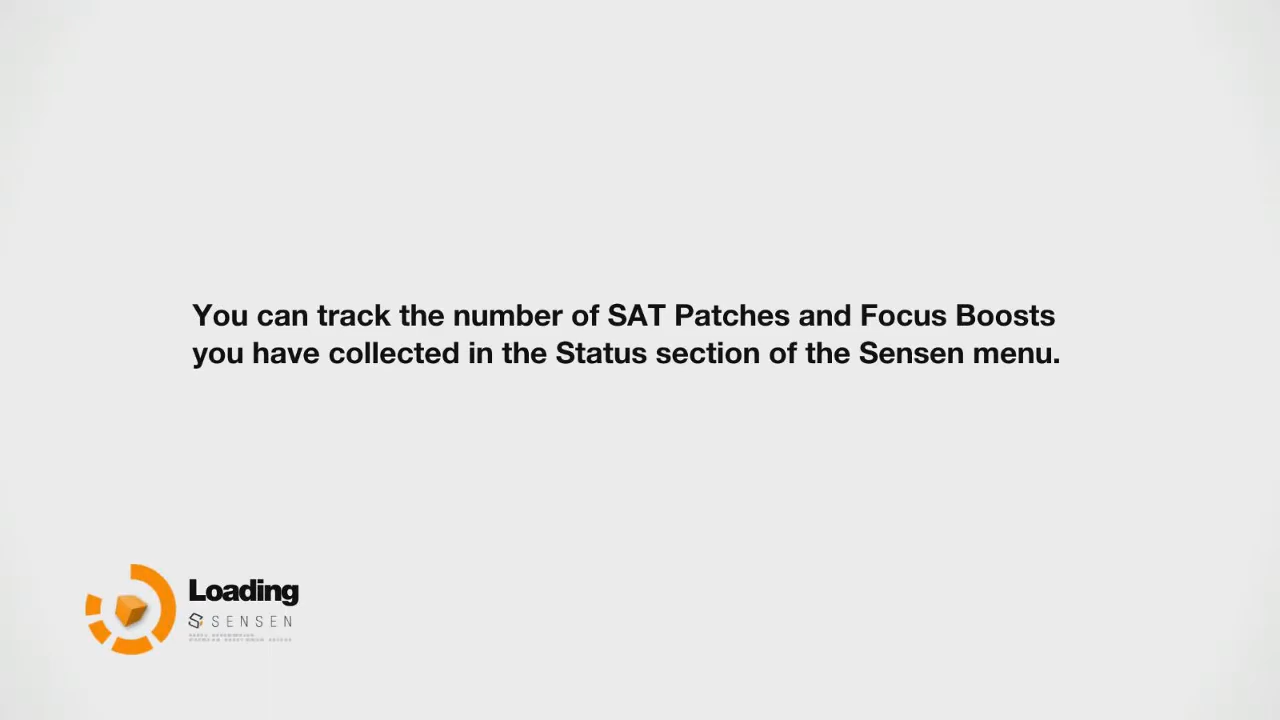 You can track the number of SAT Patches and Focus Boosts
you have collected in the Status section of the Sensen menu.
Loading
SENSEN